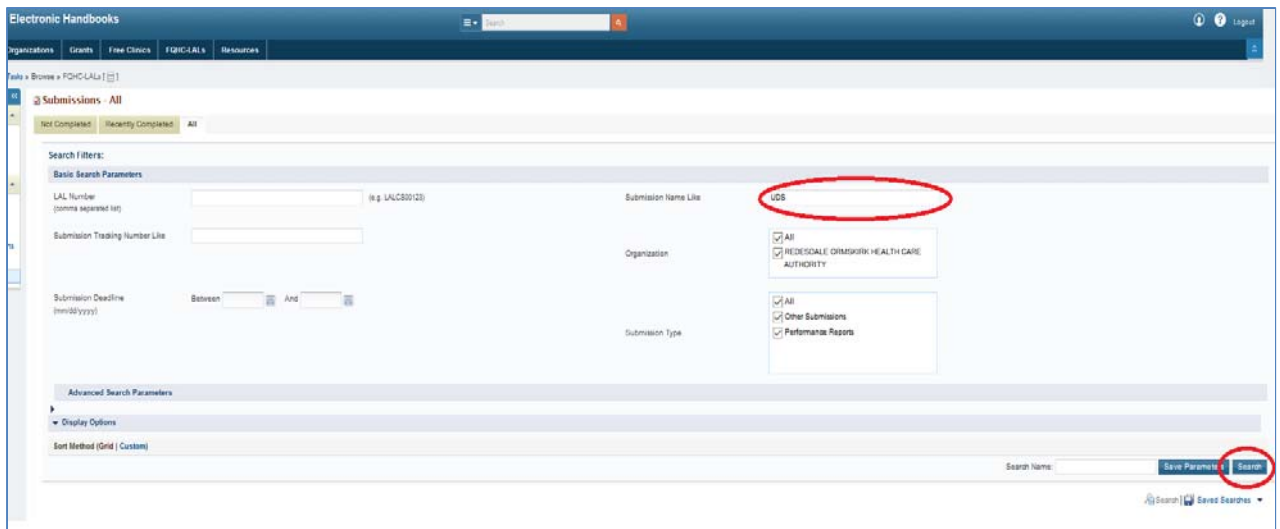 Electronic Handbooks
Search
Logout
Organizations Grants Free Clinics FQHC-LALs Resources
Tasks » Browse » FQHC-LALs [ ]
Submissions - All
Not Completed Recently Completed All
Search Filters:
Basic Search Parameters
LAL Number
(comma separated list)
(e.g. LALCS00123)
Submission Name Like
UDS
Submission Tracking Number Like
Organization
All
REDESDALE ORMSKIRK HEALTH CARE
AUTHORITY
Submission Deadline
(mm/dd/yyyy)
Between And
Submission Type
All
Other Submissions
Performance Reports
Advanced Search Parameters
Display Options
Sort Method (Grid | Custom)
Search Name: Save Parameters Search
Search | Saved Searches